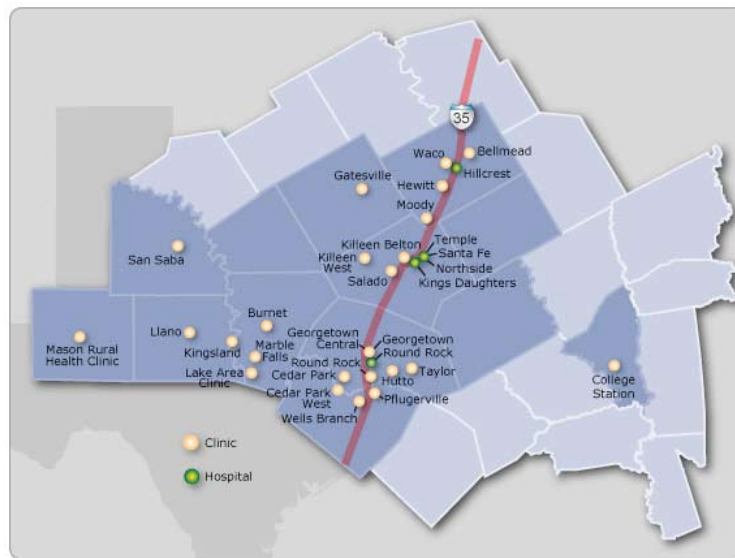 35
Waco
Bellmead
Hillcrest
Gatesville
Hewitt
Moody
Killeen
Belton
Temple
Santa Fe
Northside
Kings Daughters
Killeen
West
Salado
San Saba
Burnet
Llano
Kingsland
Marble
Falls
Lake Area
Clinic
Mason Rural
Health Clinic
Georgetown
Central
Georgetown
Round Rock
Round Rock
Cedar Park
Hutto
Taylor
Cedar Park
West
Pflugerville
Wells Branch
College
Station
Clinic
Hospital